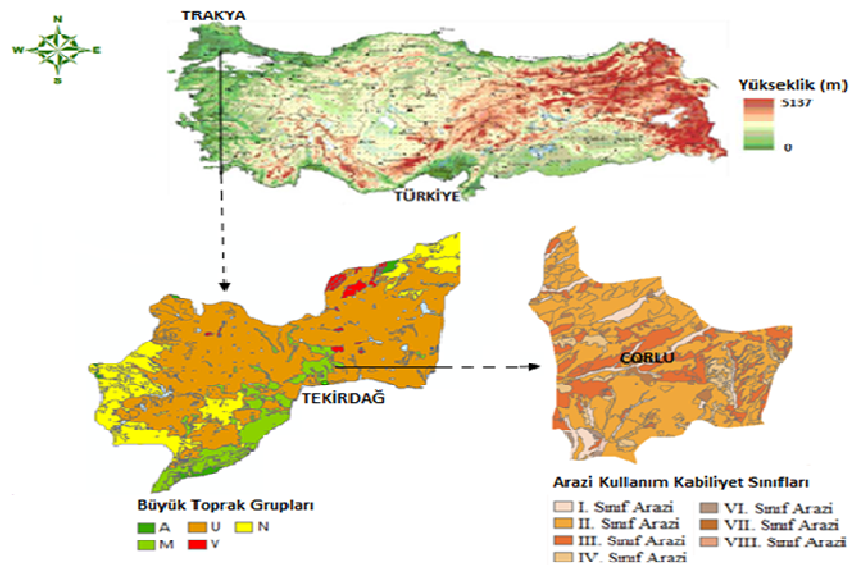 TRAKYA
N
W E
S
Yükseklik (m)
5137
0
TÜRKİYE
TEKİRDAĞ
ÇORLU
Büyük Toprak Grupları
A U N
M V
Arazi Kullanım Kabiliyet Sınıfları
I. Sınıf Arazi VI. Sınıf Arazi
II. Sınıf Arazi VII. Sınıf Arazi
III. Sınıf Arazi VIII. Sınıf Arazi
IV. Sınıf Arazi